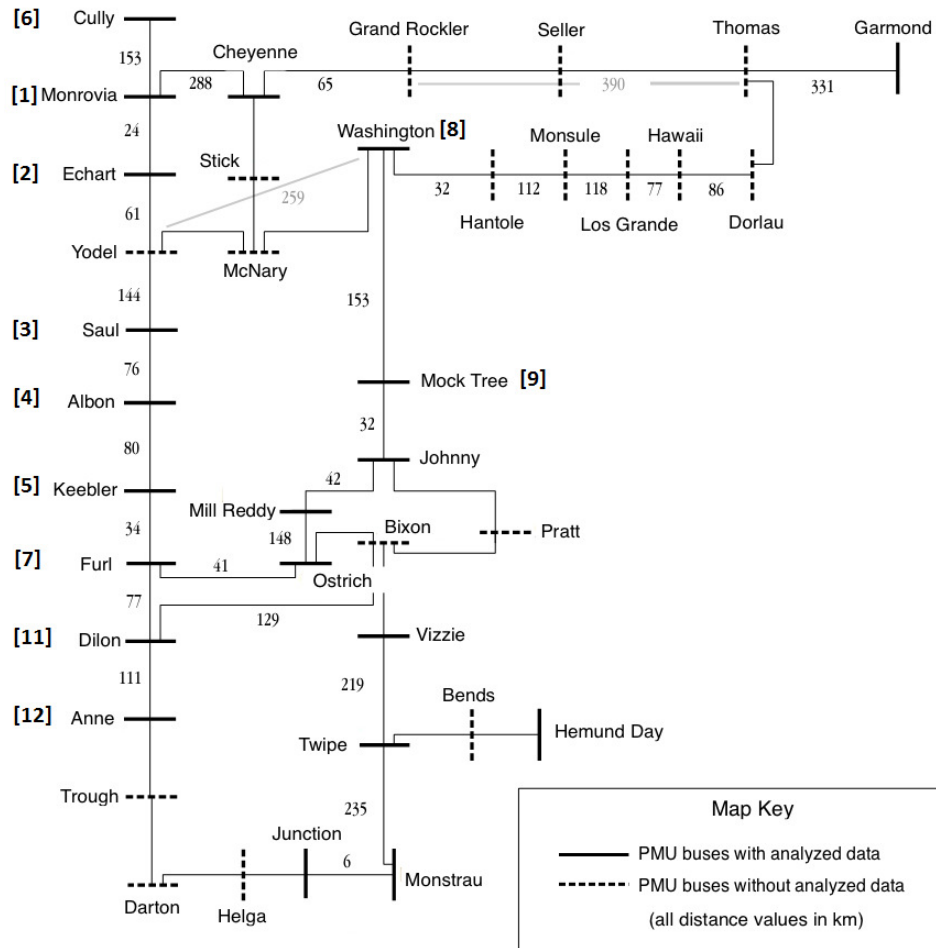 [6] Cully
153
Cheyenne
Grand Rockler
Seller
Thomas
Garmond
[1] Monrovia
288
65
390
331
24
Washington [8]
Monsule
Hawaii
[2] Echart
Stick
61
259
32
112
118
77
86
Hantole
Los Grande
Dorlau
Yodel
McNary
144
153
[3] Saul
76
Mock Tree [9]
[4] Albon
32
80
Johnny
42
[5] Keebler
Mill Reddy
Bixon
34
148
Pratt
[7] Furl
41
Ostrich
77
129
[11] Dilon
Vizzie
111
219
Bends
[12] Anne
Twipe
Hemund Day
Trough
235
Junction
6
Monstrau
Darton
Helga
Map Key
PMU buses with analyzed data
PMU buses without analyzed data
(all distance values in km)